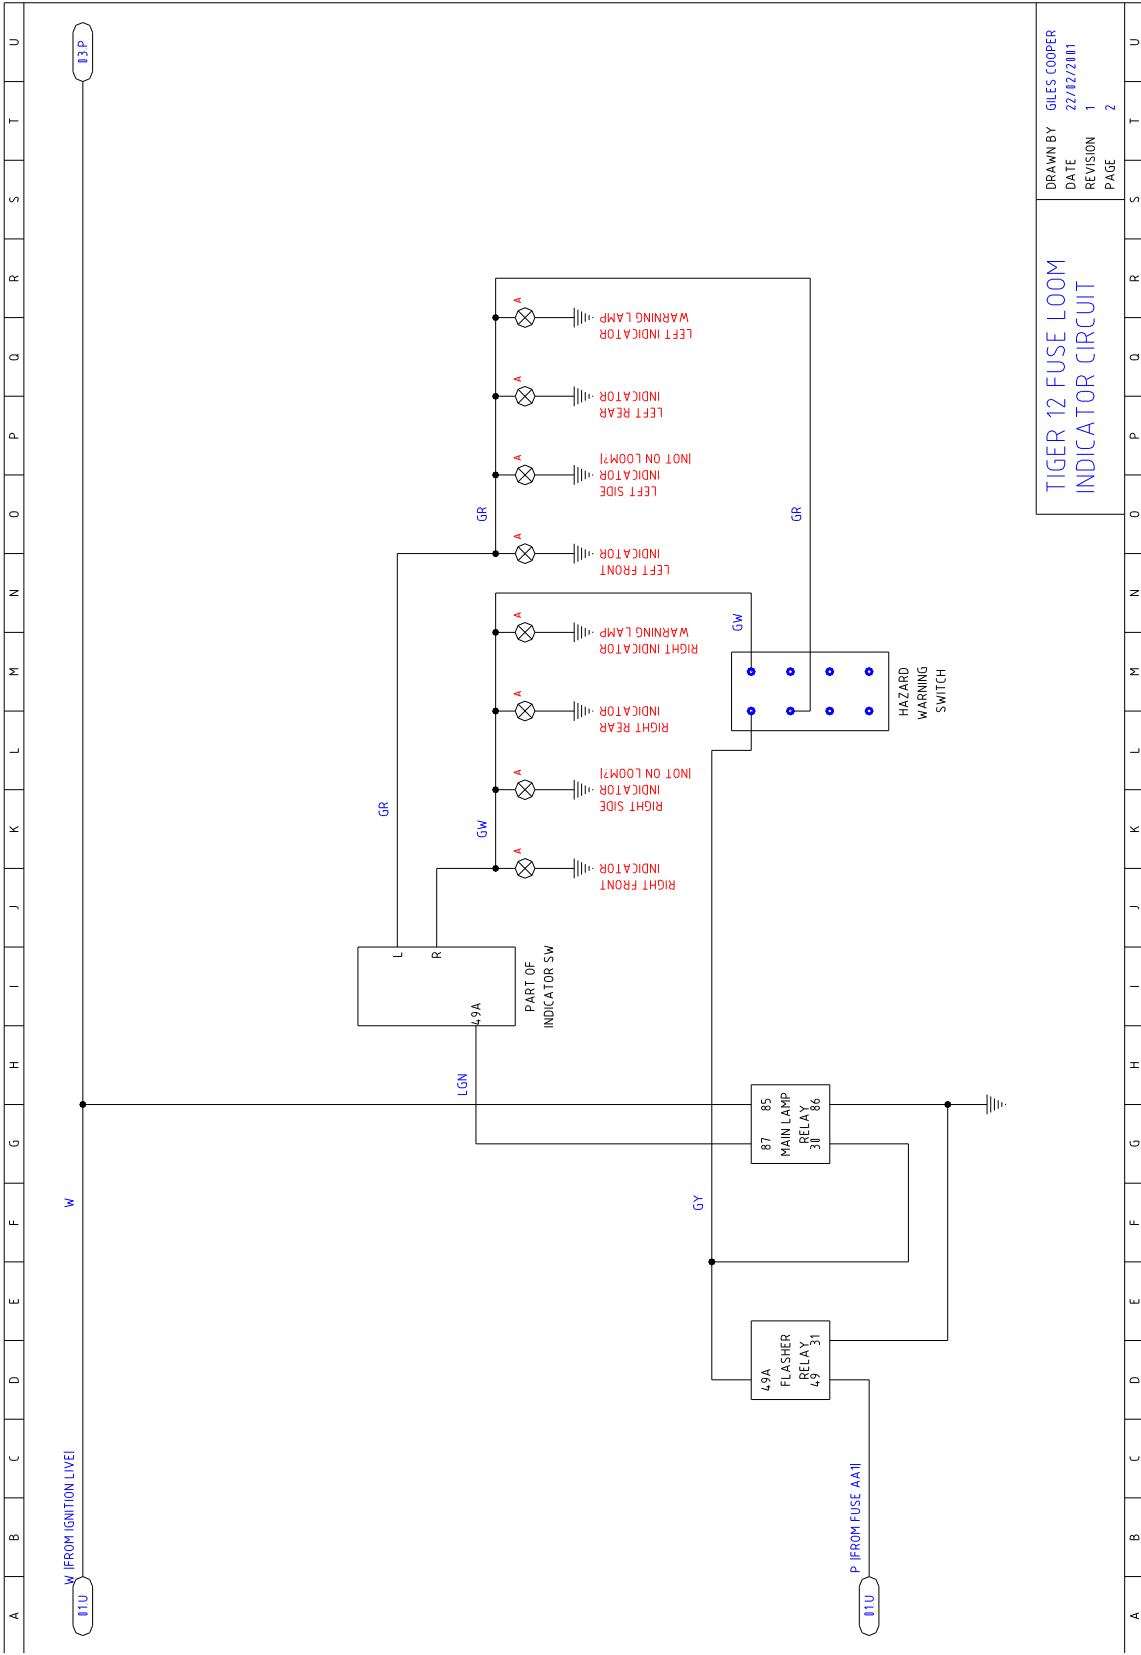 A B C D E F G H I J K L M N O P Q R S T U
01.U
W |FROM IGNITION LIVE|
W
03.P
GR
L
R
49A
PART OF
INDICATOR SW
LGN
GW
GR
A
A
A
A
A
A
A
A
RIGHT FRONT
INDICATOR
RIGHT SIDE
INDICATOR
|NOT ON LOOM?|
RIGHT REAR
INDICATOR
RIGHT INDICATOR
WARNING LAMP
LEFT FRONT
INDICATOR
LEFT SIDE
INDICATOR
|NOT ON LOOM?|
LEFT REAR
INDICATOR
LEFT INDICATOR
WARNING LAMP
GY
GW
GR
HAZARD
WARNING
SWITCH
87 85
MAIN LAMP
RELAY
30 86
49A
FLASHER
RELAY
49 31
01.U
P |FROM FUSE AA1|
TIGER 12 FUSE LOOM
INDICATOR CIRCUIT
DRAWN BY GILES COOPER
DATE 22/02/2001
REVISION 1
PAGE 2
A B C D E F G H I J K L M N O P Q R S T U